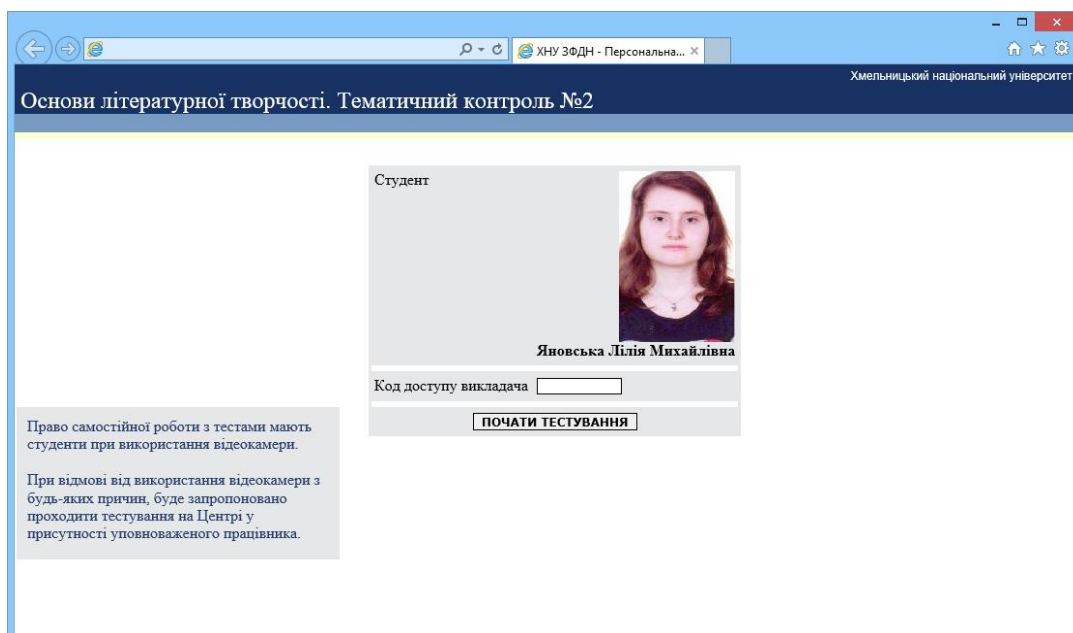 ХНУ ЗФДН - Персональна...
Хмельницький національний університет
Основи літературної творчості. Тематичний контроль №2
Студент
Яновська Лілія Михайлівна
Код доступу викладача
ПОЧАТИ ТЕСТУВАННЯ
Право самостійної роботи з тестами мають
студенти при використання відеокамери.
При відмові від використання відеокамери з
будь-яких причин, буде запропоновано
проходити тестування на Центрі у
присутності уповноваженого працівника.